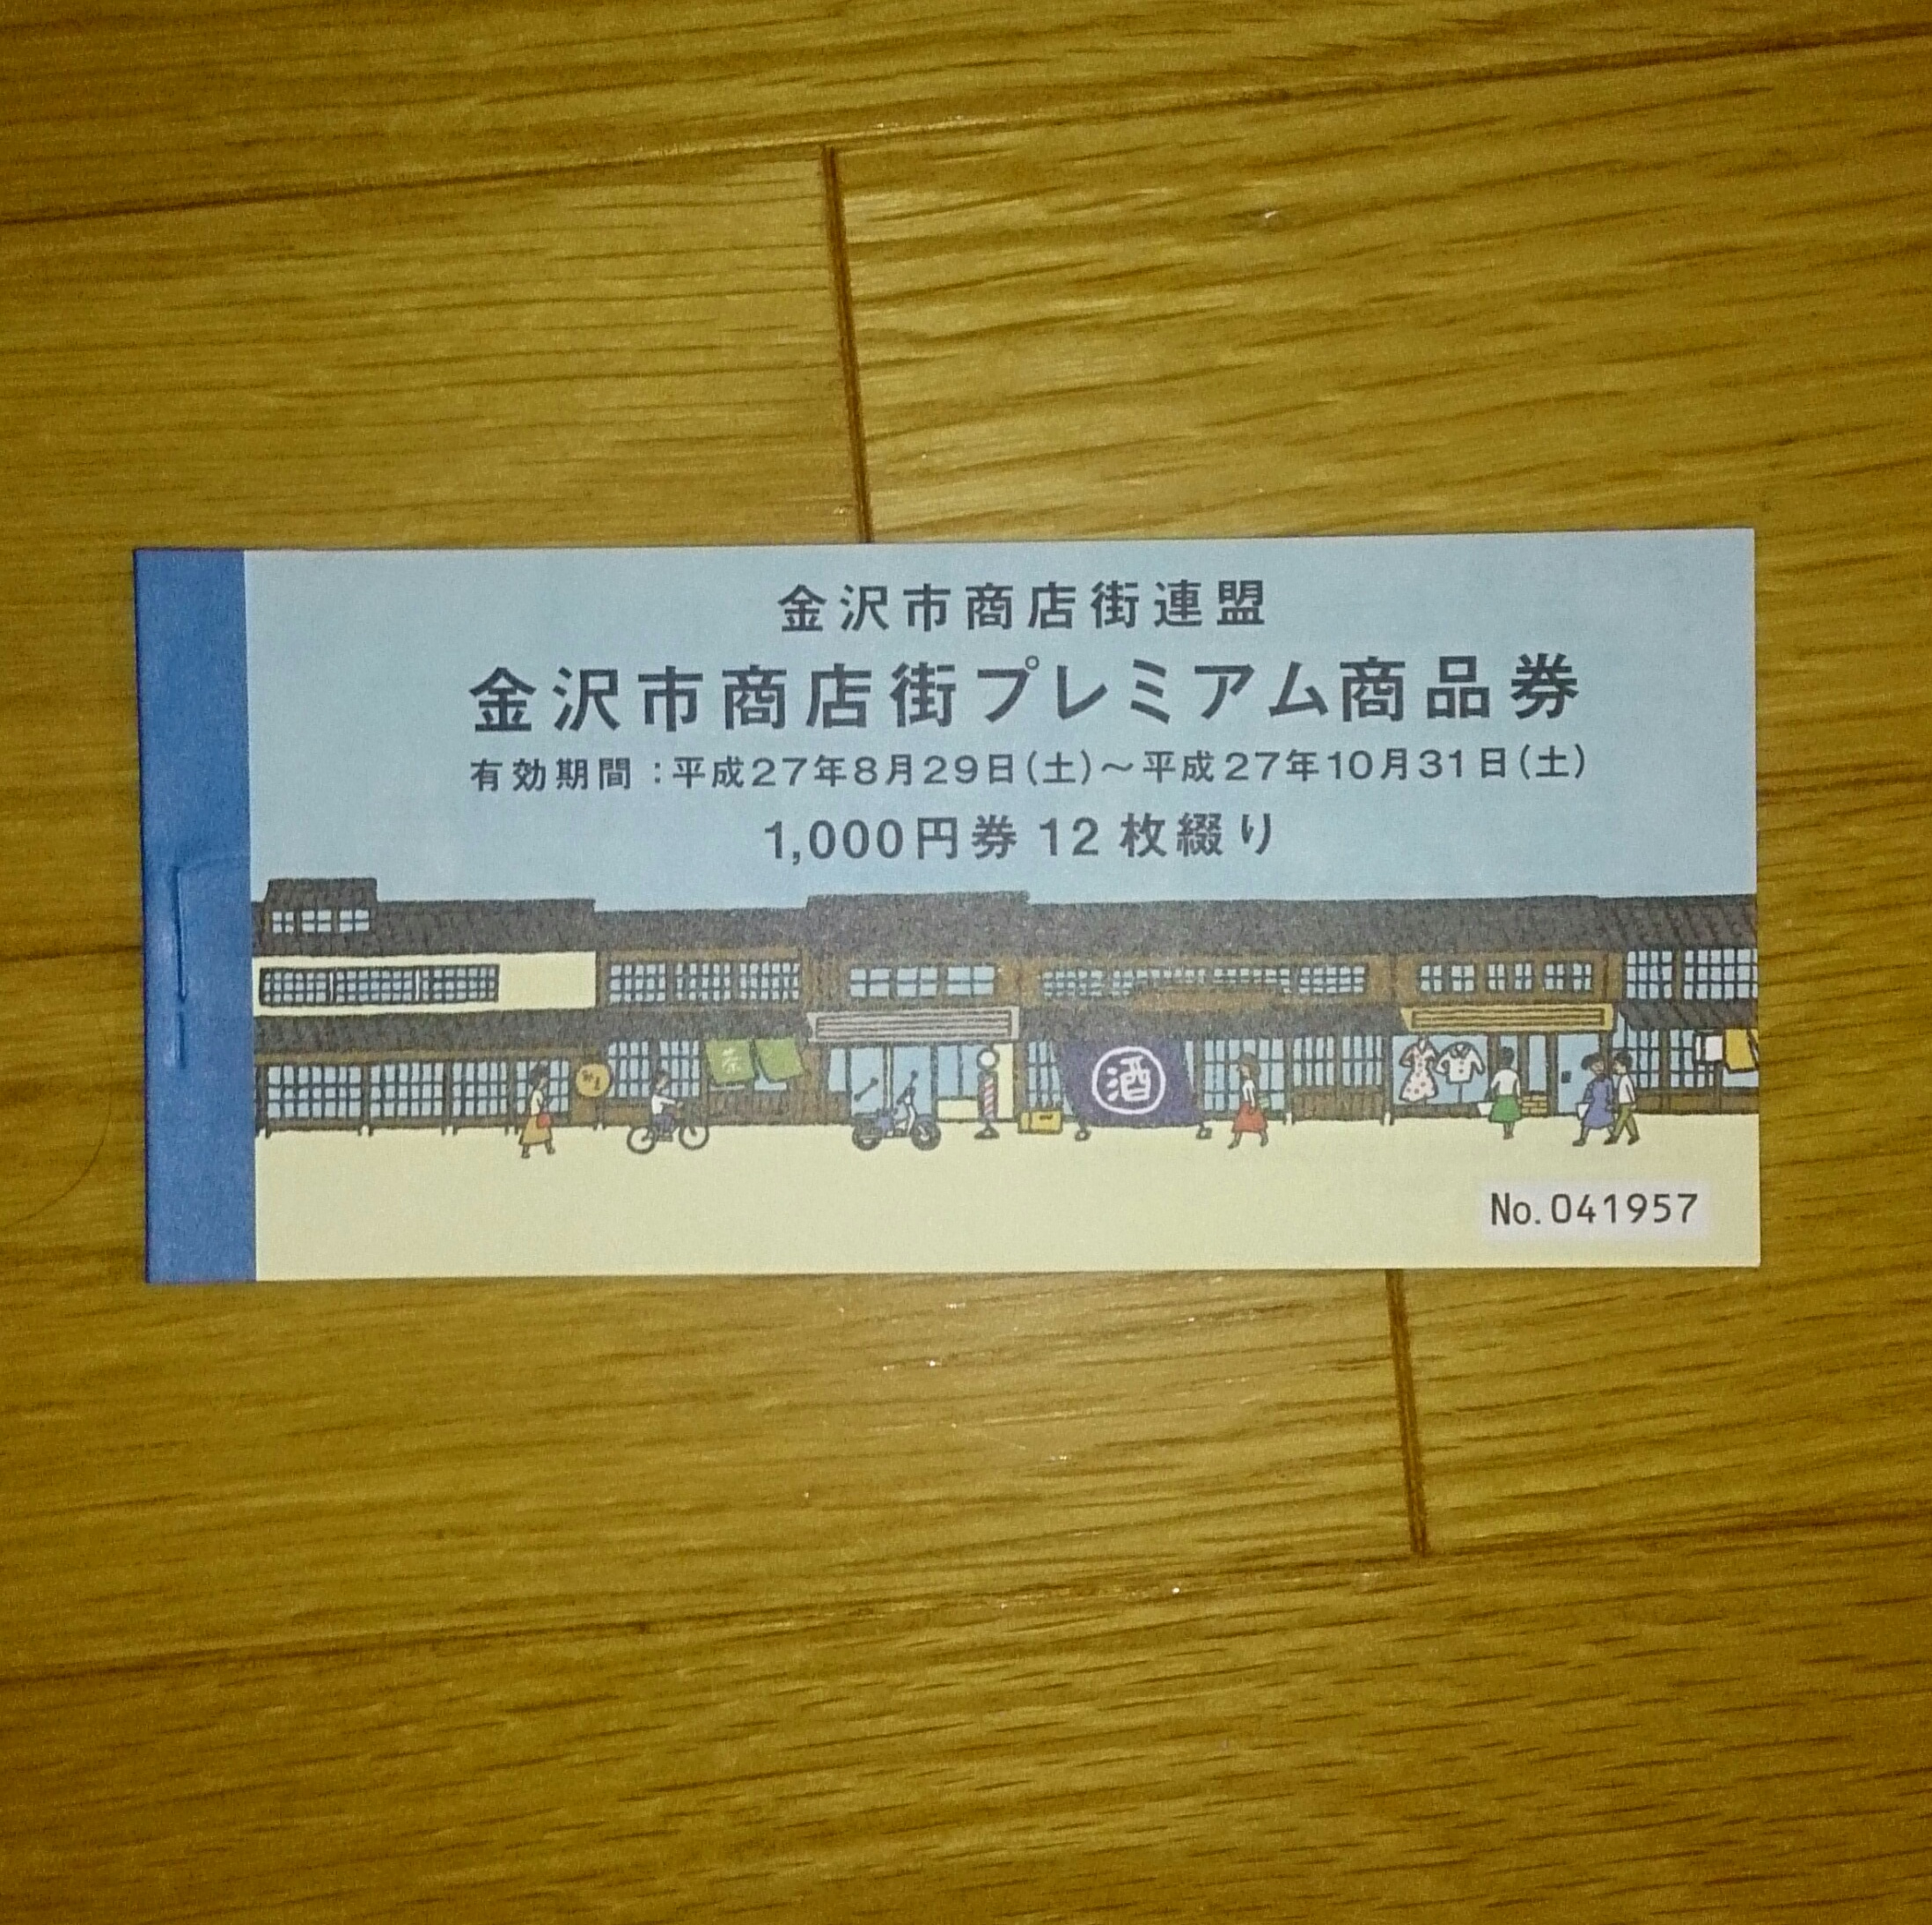 金沢市商店街連盟
金沢市商店街プレミアム商品券
有効期間：平成27年8月29日(土)～平成27年10月31日(土)
1,000円券 12枚綴り
茶
酒
No.041957